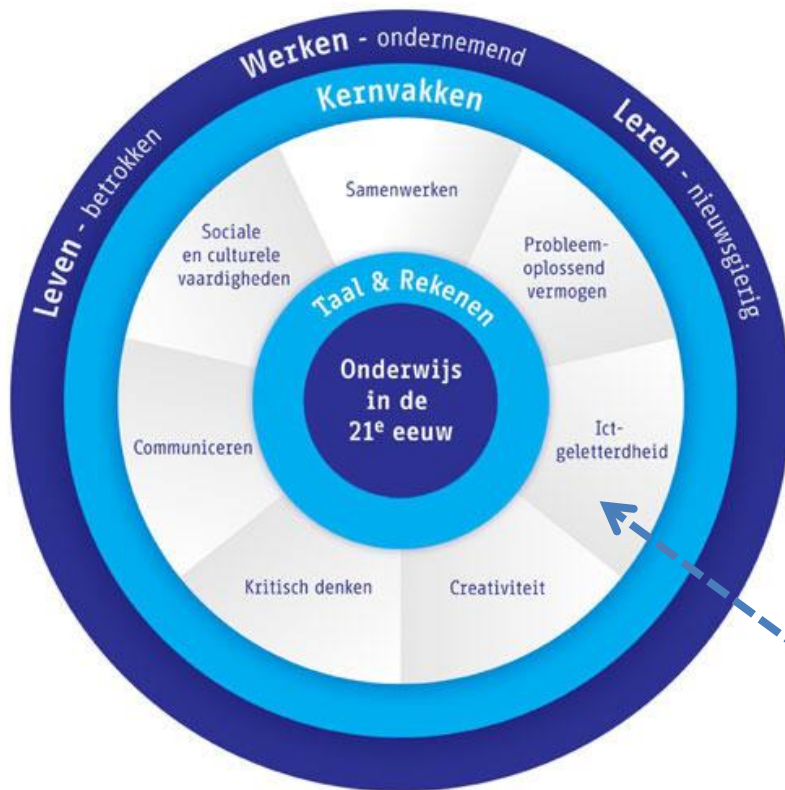 Werken - ondernemend
Leven - betrokken
Leren - nieuwsgierig
Kernvakken
Samenwerken
Sociale
en culturele
vaardigheden
Probleem-
oplossend
vermogen
Taal & Rekenen
Onderwijs
in de
21e eeuw
Communiceren
Ict-
geletterdheid
Kritisch denken
Creativiteit